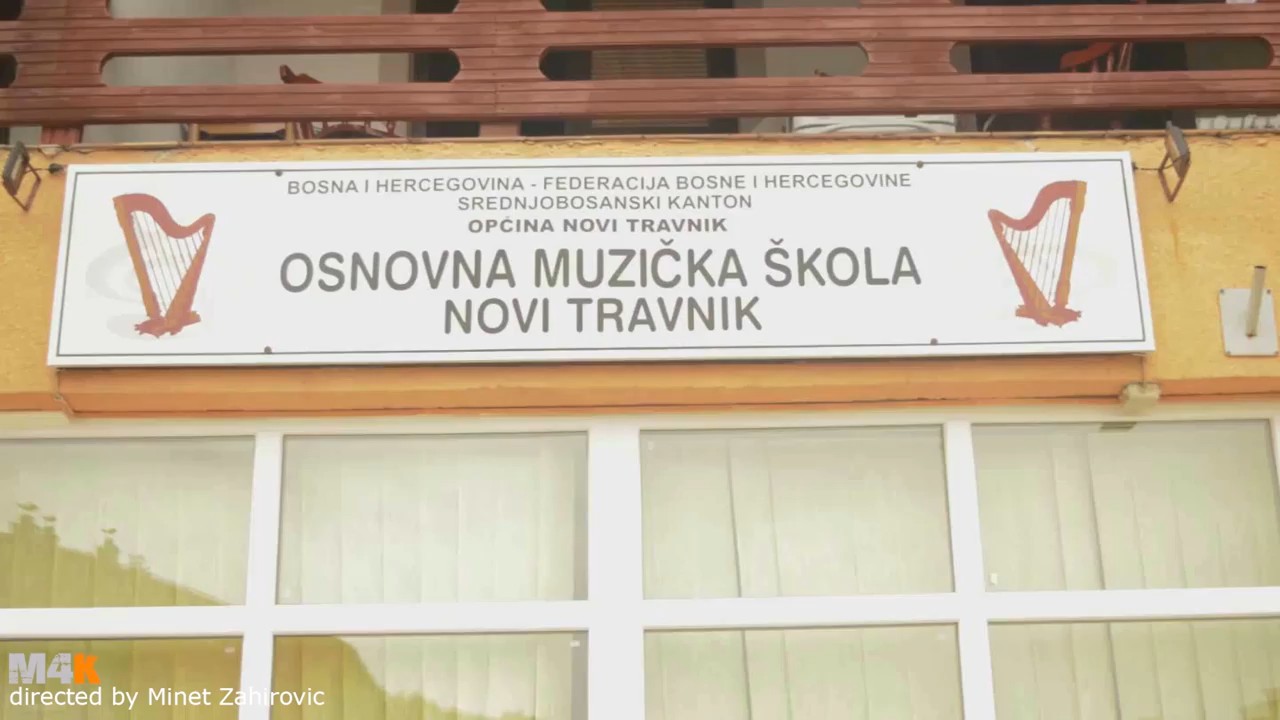 BOSNA I HERCEGOVINA - FEDERACIJA BOSNE I HERCEGOVINE
SREDNJOBOSANSKI KANTON
OPĆINA NOVI TRAVNIK
OSNOVNA MUZIČKA ŠKOLA
NOVI TRAVNIK
M4K
directed by Minet Zahirovic